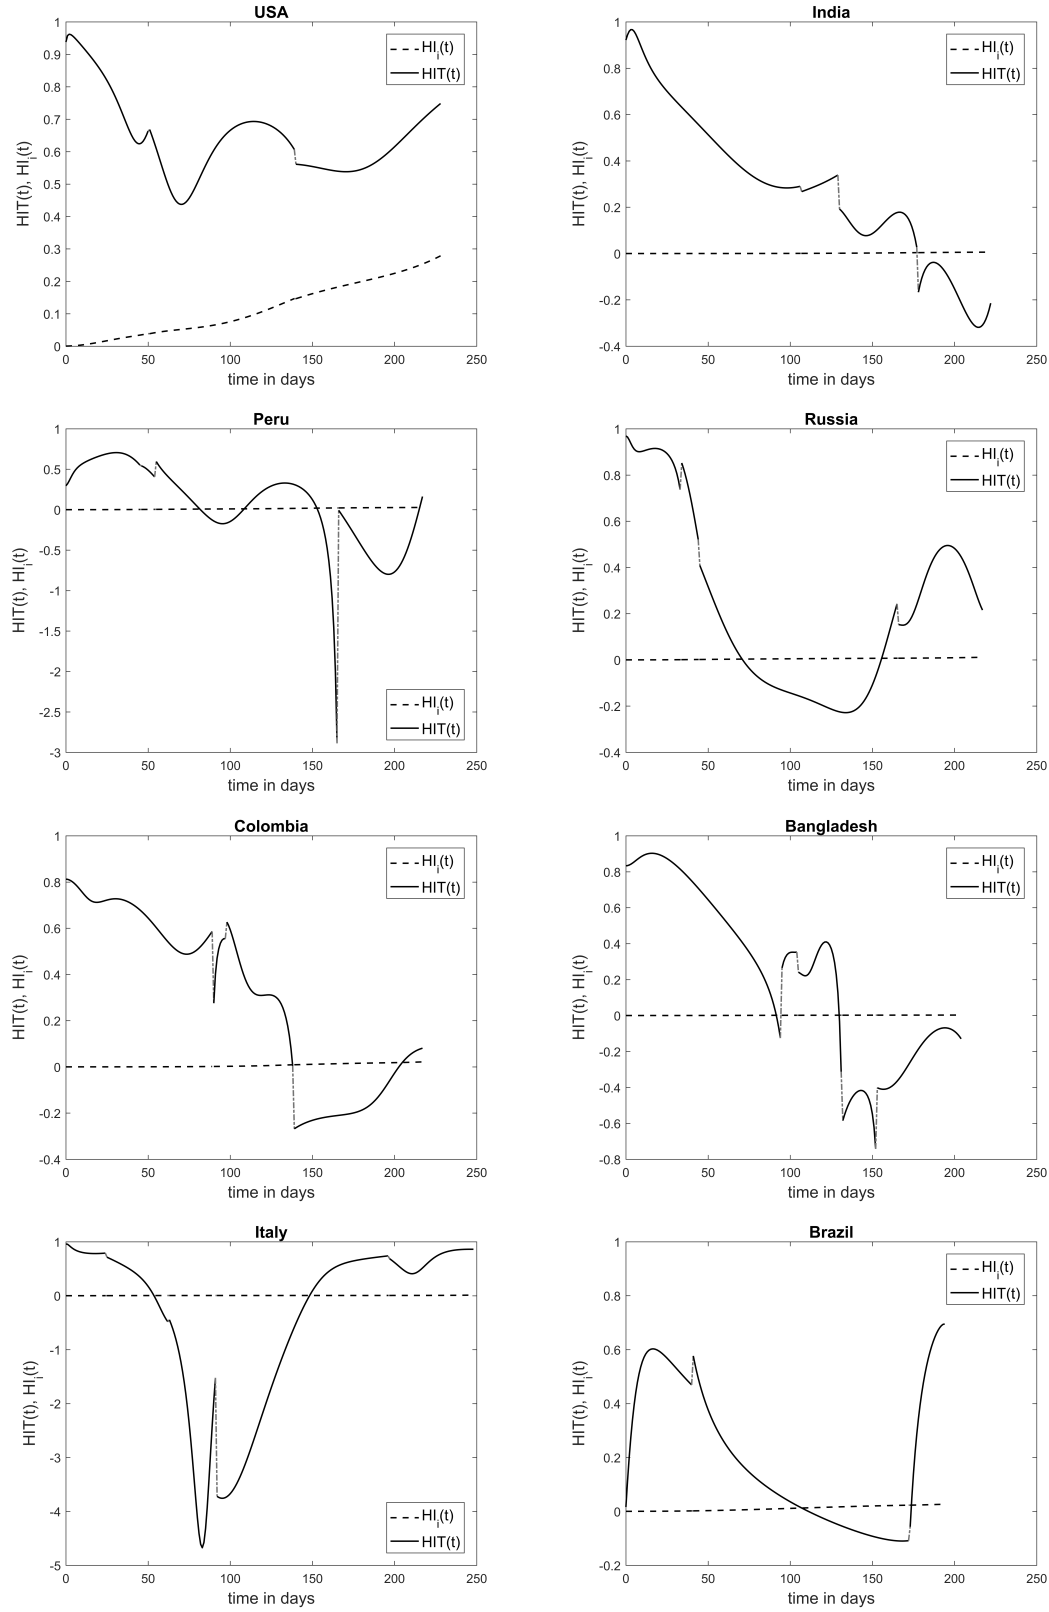 USA
HIT(t), HI_i(t)
1
0.9
0.8
0.7
0.6
0.5
0.4
0.3
0.2
0.1
0
HI_i(t)
HIT(t)
0 50 100 150 200 250
time in days
India
HIT(t), HI_i(t)
1
0.8
0.6
0.4
0.2
0
-0.2
-0.4
HI_i(t)
HIT(t)
0 50 100 150 200 250
time in days
Peru
HIT(t), HI_i(t)
1
0.5
0
-0.5
-1
-1.5
-2
-2.5
-3
HI_i(t)
HIT(t)
0 50 100 150 200 250
time in days
Russia
HIT(t), HI_i(t)
1
0.8
0.6
0.4
0.2
0
-0.2
-0.4
HI_i(t)
HIT(t)
0 50 100 150 200 250
time in days
Colombia
HIT(t), HI_i(t)
1
0.8
0.6
0.4
0.2
0
-0.2
-0.4
HI_i(t)
HIT(t)
0 50 100 150 200 250
time in days
Bangladesh
HIT(t), HI_i(t)
1
0.8
0.6
0.4
0.2
0
-0.2
-0.4
-0.6
-0.8
HI_i(t)
HIT(t)
0 50 100 150 200 250
time in days
Italy
HIT(t), HI_i(t)
1
0
-1
-2
-3
-4
-5
HI_i(t)
HIT(t)
0 50 100 150 200 250
time in days
Brazil
HIT(t), HI_i(t)
1
0.8
0.6
0.4
0.2
0
-0.2
HI_i(t)
HIT(t)
0 50 100 150 200 250
time in days